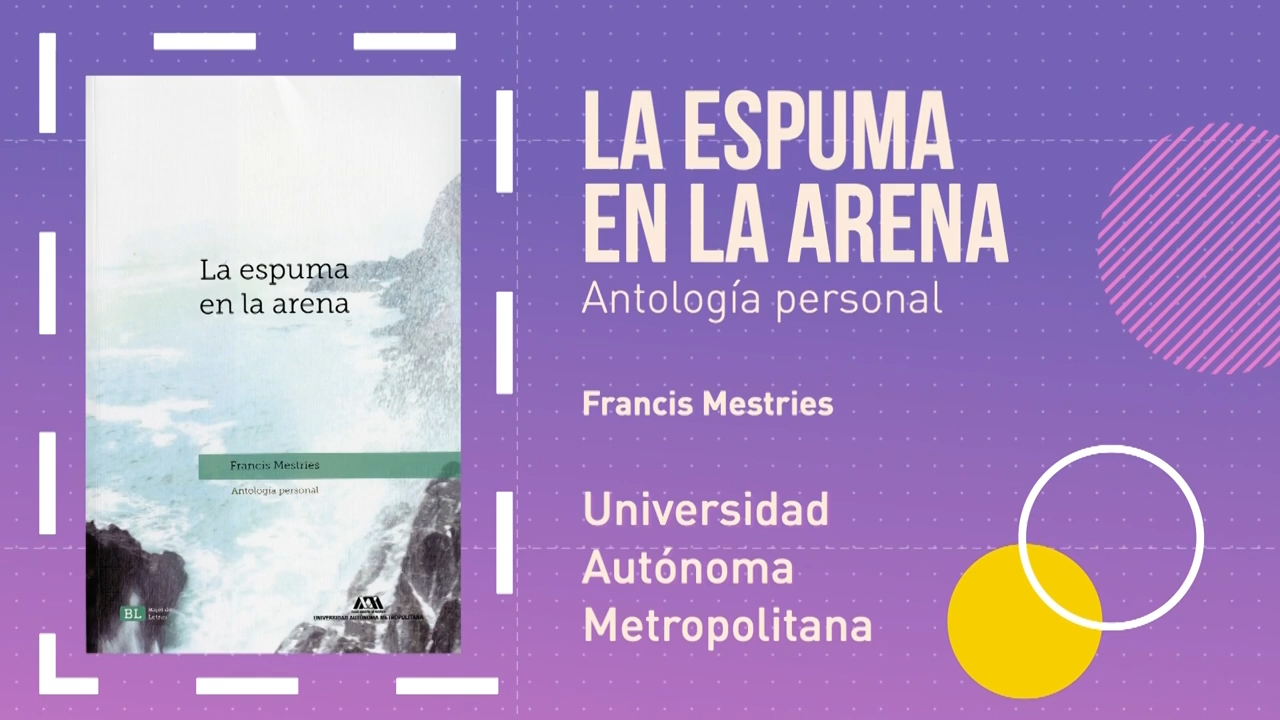 La espuma
en la arena
Francis Mestries
Antología personal
BL
Letras
UNIVERSIDAD AUTÓNOMA METROPOLITANA
LA ESPUMA
EN LA ARENA
Antología personal
Francis Mestries
Universidad
Autónoma
Metropolitana